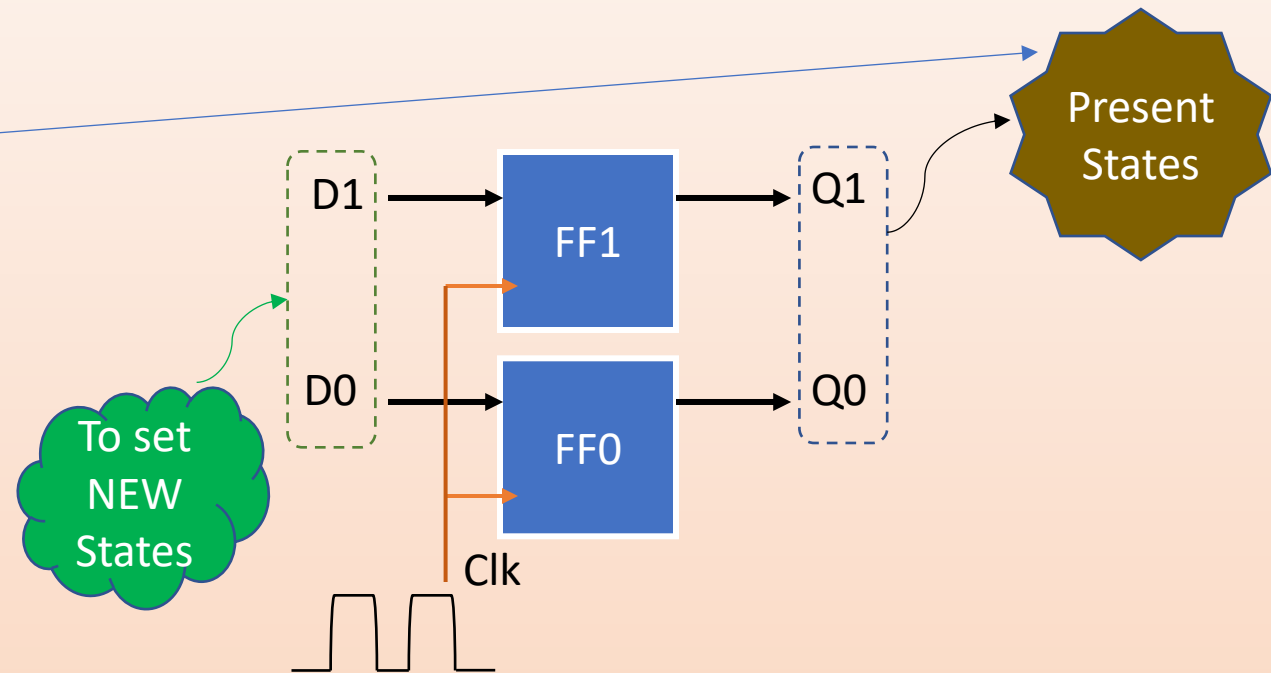 Present
States
D1
Q1
FF1
D0
Q0
FF0
To set
NEW
States
Clk